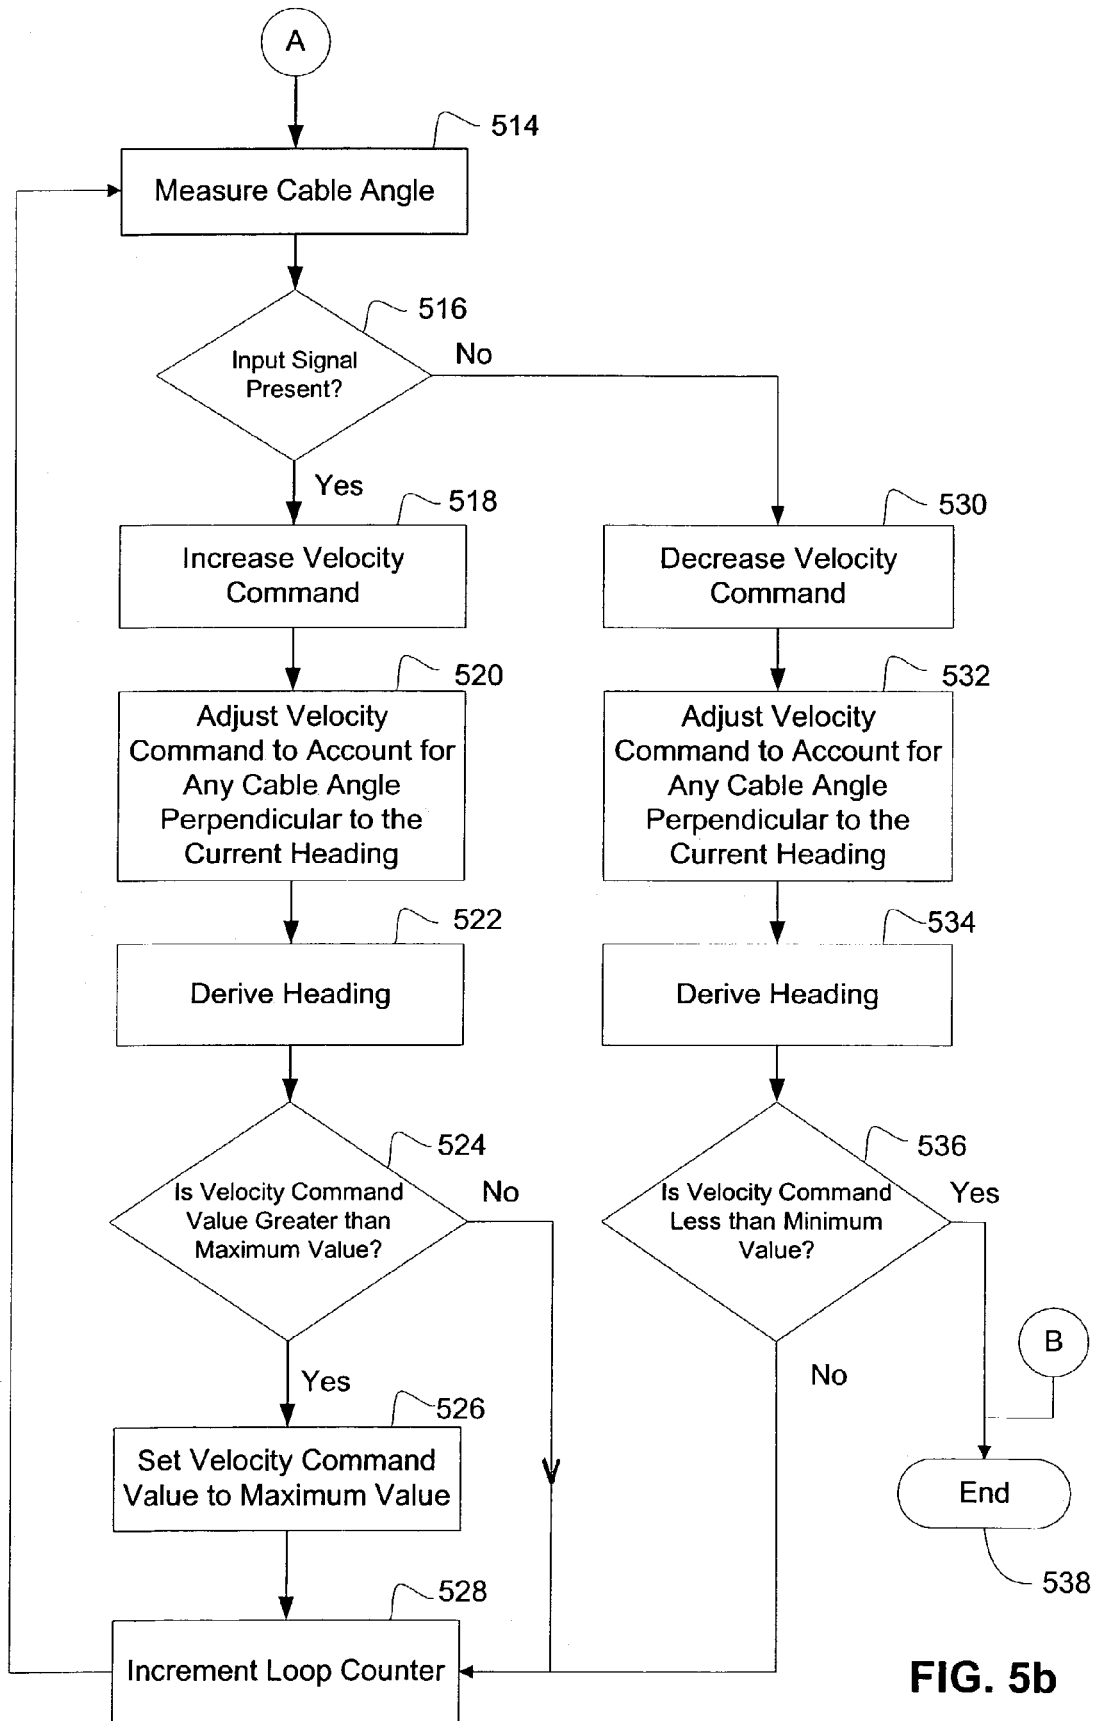 A
514
Measure Cable Angle
516
Input Signal
Present?
No
Yes
518
Increase Velocity
Command
530
Decrease Velocity
Command
520
Adjust Velocity
Command to Account for
Any Cable Angle
Perpendicular to the
Current Heading
532
Adjust Velocity
Command to Account for
Any Cable Angle
Perpendicular to the
Current Heading
522
Derive Heading
534
Derive Heading
524
Is Velocity Command
Value Greater than
Maximum Value?
No
Yes
536
Is Velocity Command
Less than Minimum
Value?
Yes
No
B
526
Set Velocity Command
Value to Maximum Value
End
538
528
Increment Loop Counter
FIG. 5b